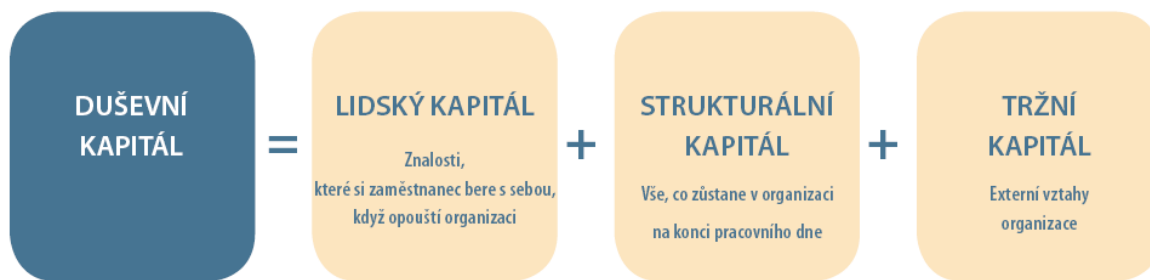 DUŠEVNÍ
KAPITÁL
=
LIDSKÝ KAPITÁL
Znalosti,
které si zaměstnanec bere s sebou,
když opouští organizaci
+
STRUKTURÁLNÍ
KAPITÁL
Vše, co zůstane v organizaci
na konci pracovního dne
+
TRŽNÍ
KAPITÁL
Externí vztahy
organizace